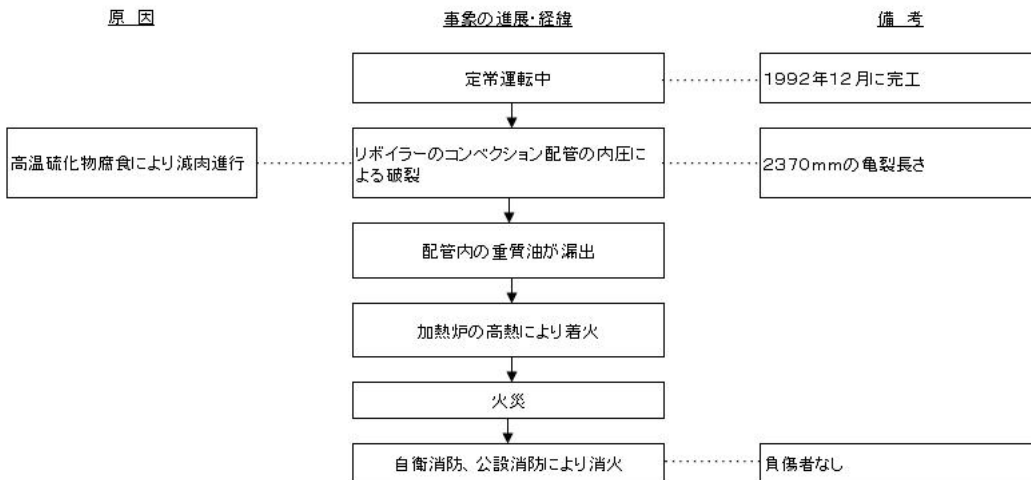 原 因
事象の進展・経緯
備 考
定常運転中
1992年12月に完工
高温硫化物腐食により減肉進行
リボイラーのコンベクション配管の内圧に
よる破裂
2370mmの亀裂長さ
配管内の重質油が漏出
加熱炉の高熱により着火
火災
自衛消防、公設消防により消火
負傷者なし